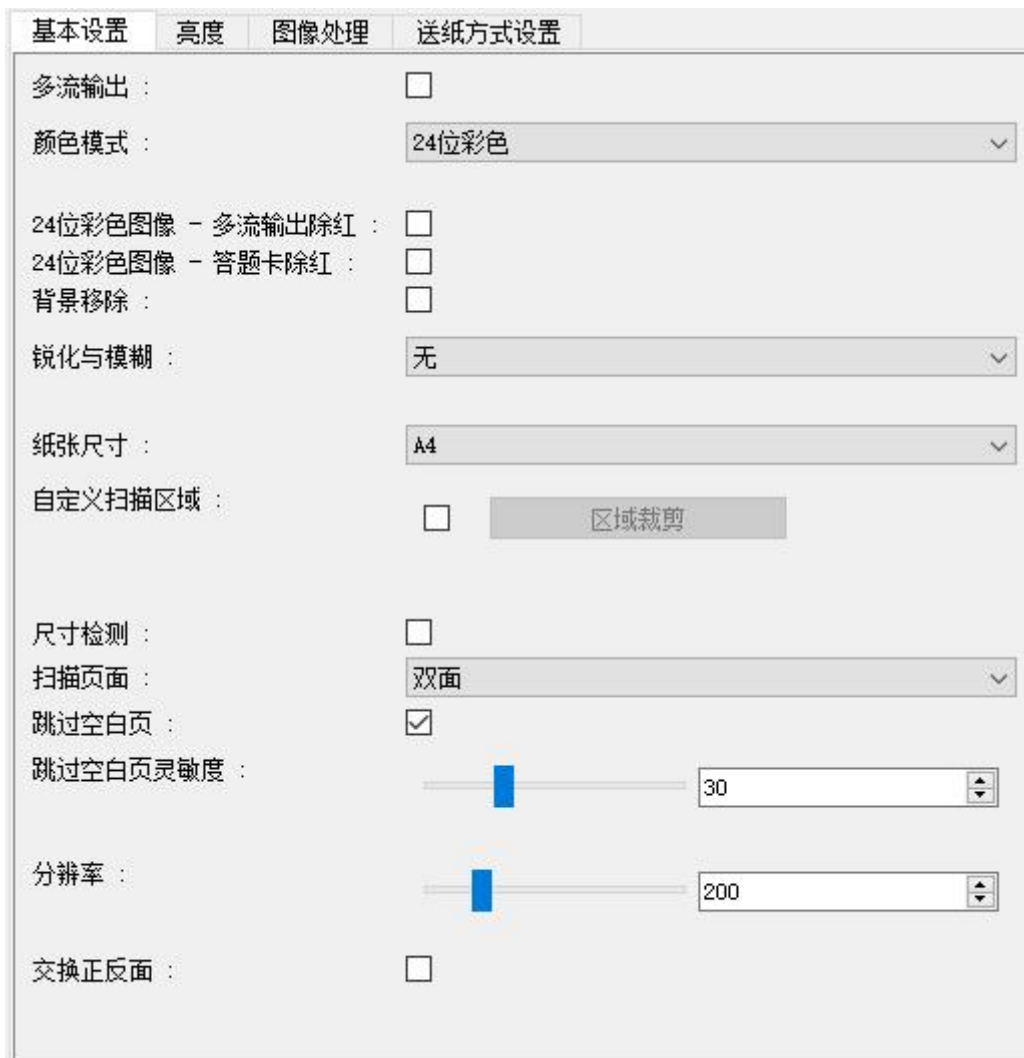 基本设置 亮度 图像处理 送纸方式设置
多流输出 :
颜色模式 : 24位彩色
24位彩色图像 - 多流输出除红 :
24位彩色图像 - 答题卡除红 :
背景移除 :
锐化与模糊 : 无
纸张尺寸 : A4
自定义扫描区域 : 区域裁剪
尺寸检测 :
扫描页面 : 双面
跳过空白页 :
跳过空白页灵敏度 : 30
分辨率 : 200
交换正反面 :